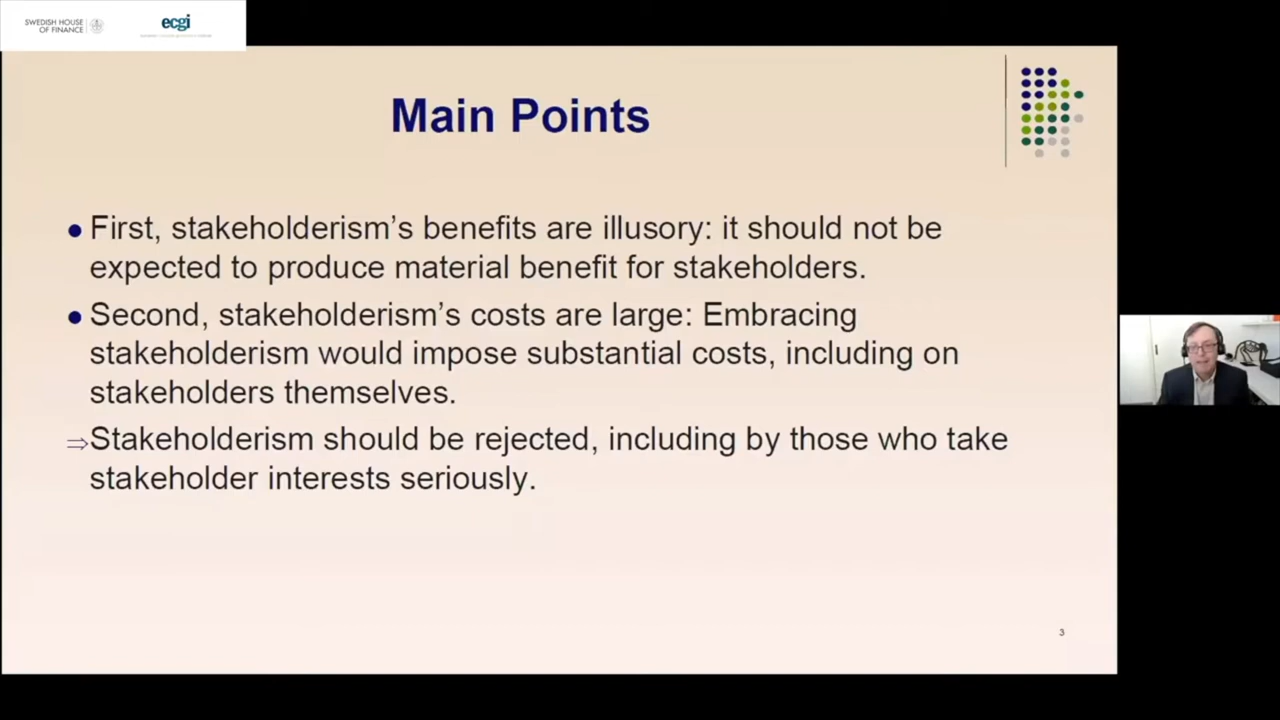 SWEDISH HOUSE
OF FINANCE
ecgi
Main Points
First, stakeholderism’s benefits are illusory: it should not be
expected to produce material benefit for stakeholders.
Second, stakeholderism’s costs are large: Embracing
stakeholderism would impose substantial costs, including on
stakeholders themselves.
⇒Stakeholderism should be rejected, including by those who take
stakeholder interests seriously.
3